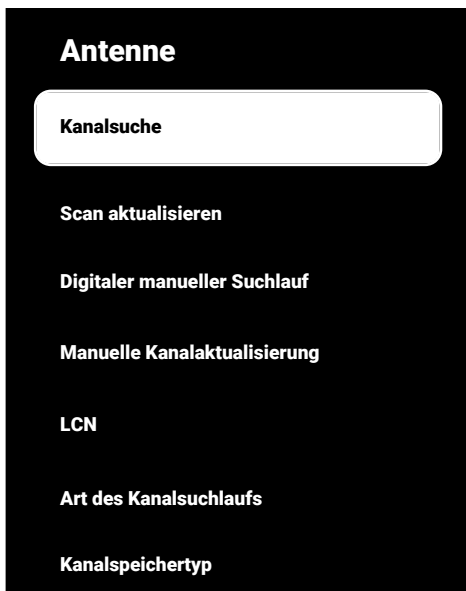 Antenne
Kanalsuche
Scan aktualisieren
Digitaler manueller Suchlauf
Manuelle Kanalaktualisierung
LCN
Art des Kanalsuchlaufs
Kanalspeichertyp